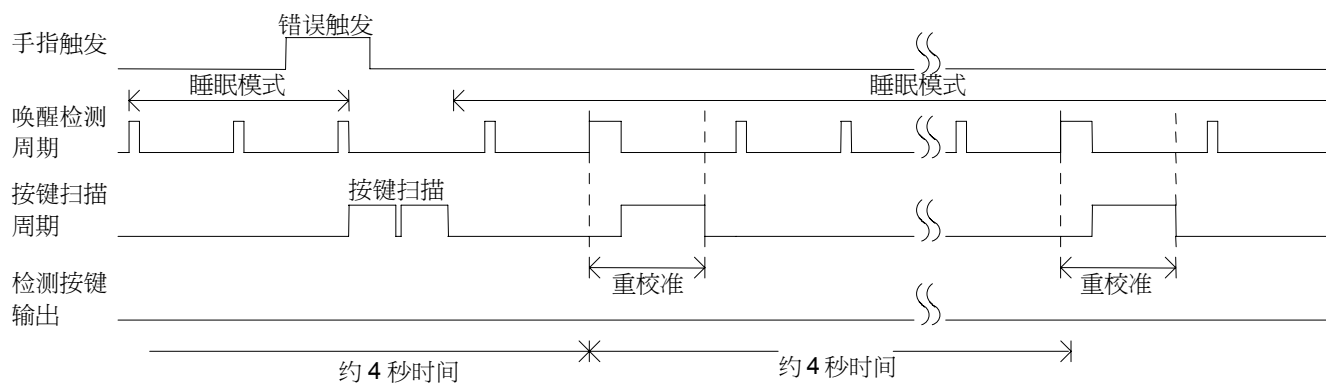 错误触发
手指触发
睡眠模式
睡眠模式
唤醒检测
周期
按键扫描
按键扫描
周期
检测按键
输出
重校准
重校准
约 4 秒时间
约 4 秒时间